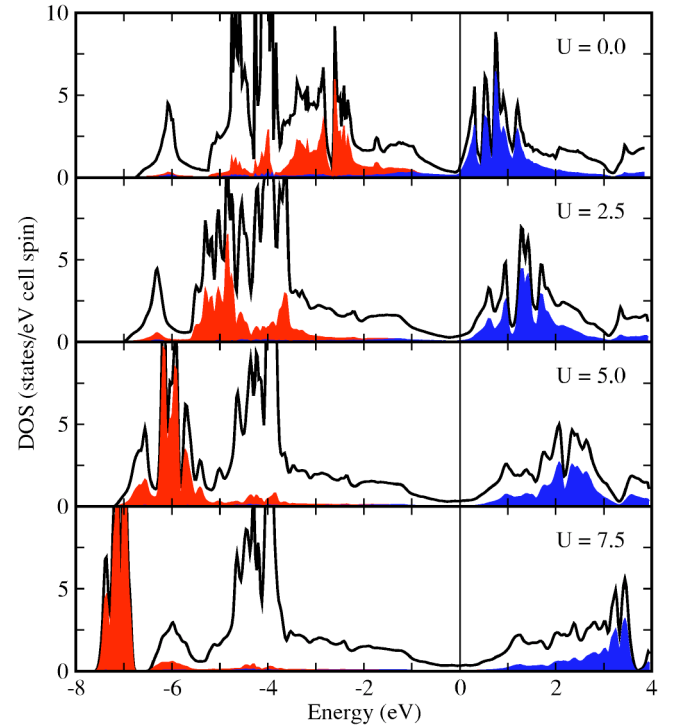 10
U = 0.0
5
0
U = 2.5
5
0
DOS (states/eV cell spin)
U = 5.0
5
0
U = 7.5
5
0
-8 -6 -4 -2 0 2 4
Energy (eV)